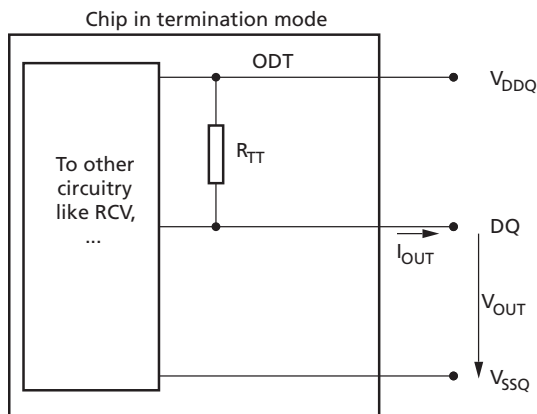 Chip in termination mode
ODT
V_DDQ
To other
circuitry
like RCV,
...
R_TT
DQ
I_OUT
V_OUT
V_SSQ